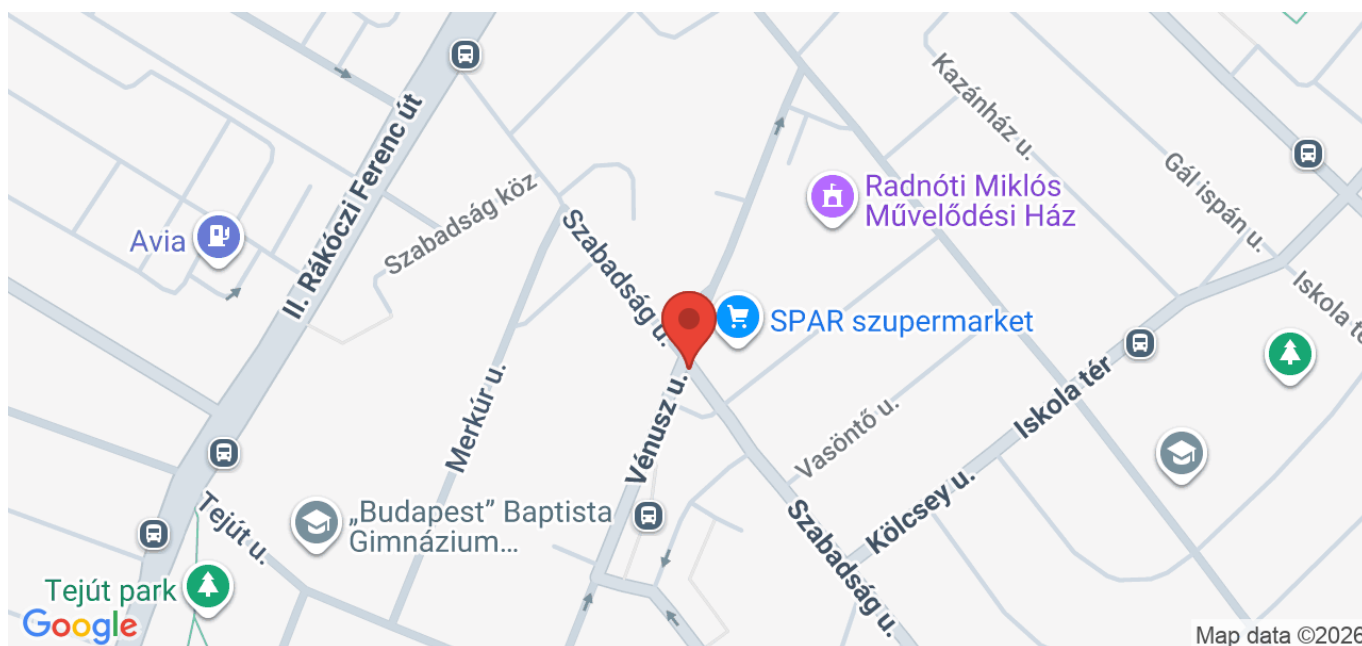 II. Rákóczi Ferenc út
Kazánház u.
Gál ispán u.
Szabadság köz
Radnóti Miklós
Művelődési Ház
Avia
Szabadság u.
Iskola té
SPAR szupermarket
Merkúr u.
Vénusz u.
Iskola tér
Vasöntő u.
Kölcsey u.
Tejút u.
„Budapest” Baptista
Gimnázium...
Szabadság u.
Tejút park
Google
Map data ©2026